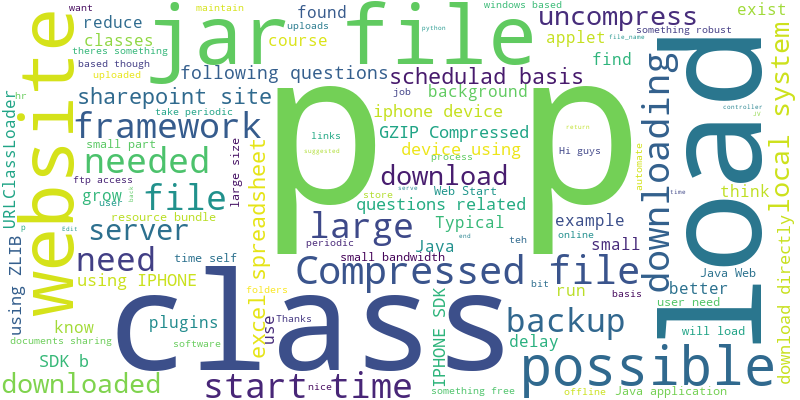 want
maintain
windows based
exist
reduce
jar file
found
uncompress
something robust
theres something
classes
uploads
course
python
file_name
applet
based though
uploaded
following questions
find
website
load
local system
schedulad basis
job
background
hr
sharepoint site
p p
downloading
URLClassLoader
take periodic
iphone device
controller
framework
links
GZIP Compressed
JV
small part
device using
return
Hi guys
automate
needed
suggested
process
large size
ftp access
download
think
grow
file
user
back
store
serve
Web Start
time
excel spreadsheet
questions related
resource bundle
server
p
Edit
large
Typical
example
teh
online
end
periodic
Java
small
using ZLIB
need
time self
small bandwidth
better
Java Web
folders
Compressed file
bit
run
basis
using IPHONE
class
user need
download directly
documents sharing
know
plugins
use
Thanks
IPHONE SDK
backup
will load
software
delay
SDK b
possible
downloaded
start time
nice
something free
offline
Java application